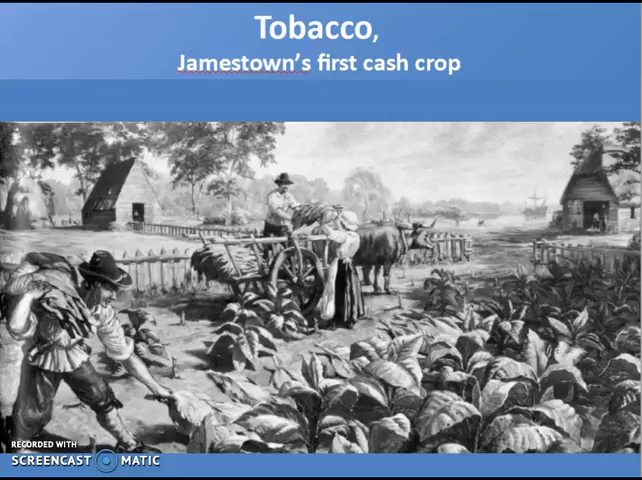 Tobacco,
Jamestown’s first cash crop
RECORDED WITH
SCREENCAST MATIC